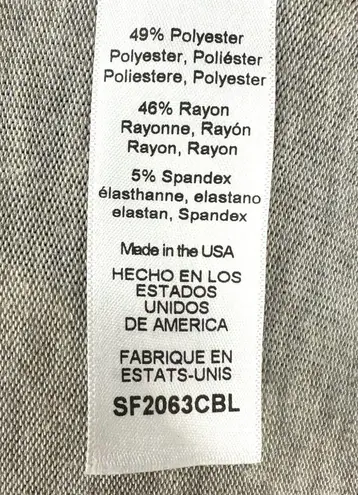 49% Polyester
Polyester, Poliéster
Poliestere, Polyester
46% Rayon
Rayonne, Rayón
Rayon, Rayon
5% Spandex
élasthanne, elastano
elastan, Spandex
Made in the USA
HECHO EN LOS
ESTADOS
UNIDOS
DE AMERICA
FABRIQUE EN
ESTATS-UNIS
SF2063CBL